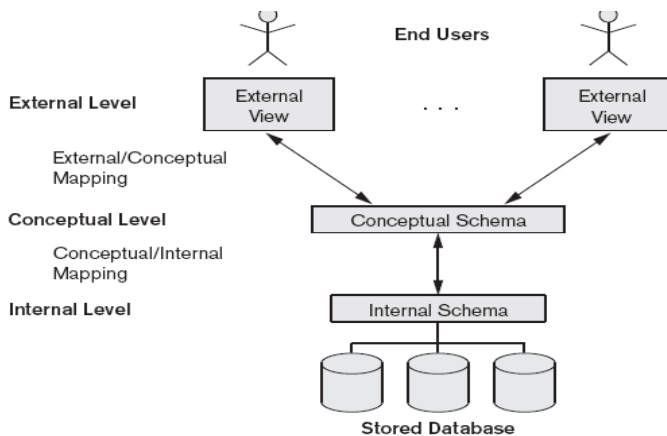 End Users
External Level
External
View
. . .
External
View
External/Conceptual
Mapping
Conceptual Level
Conceptual Schema
Conceptual/Internal
Mapping
Internal Level
Internal Schema
Stored Database